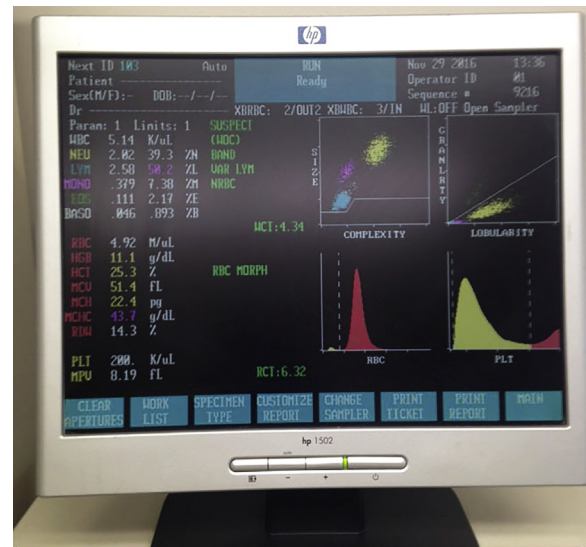 hp
Next ID 103 Auto RUN Nov 29 2016 13:36
Patient Ready Operator ID 01
Sex(M/F):- DOB:--/--/-- Sequence # 9216
Dr XBRBC: 2/OUT2 XBWBC: 3/IN WL:OFF Open Sampler
Param: 1 Limits: 1 SUSPECT
WBC 5.14 K/uL (WOC)
NEU 2.02 39.3 %N BAND
LYM 2.58 50.2 %L VAR LYM
MONO .379 7.38 %M NRBC
EOS .111 2.17 %E
BASO .046 .893 %B
WCT:4.34
SIZE
COMPLEXITY
GRANLRTY
LOBULARITY
RBC 4.92 M/uL
HGB 11.1 g/dL
HCT 25.3 % RBC MORPH
MCV 51.4 fL
MCH 22.4 pg
MCHC 43.7 g/dL
RDW 14.3 %
RBC
PLT
PLT 200. K/uL
MPV 8.19 fL RCT:6.32
CLEAR APERTURES
WORK LIST
SPECIMEN TYPE
CUSTOMIZE REPORT
CHANGE SAMPLER
PRINT TICKET
PRINT REPORT
MAIN
hp 1502
auto
- +